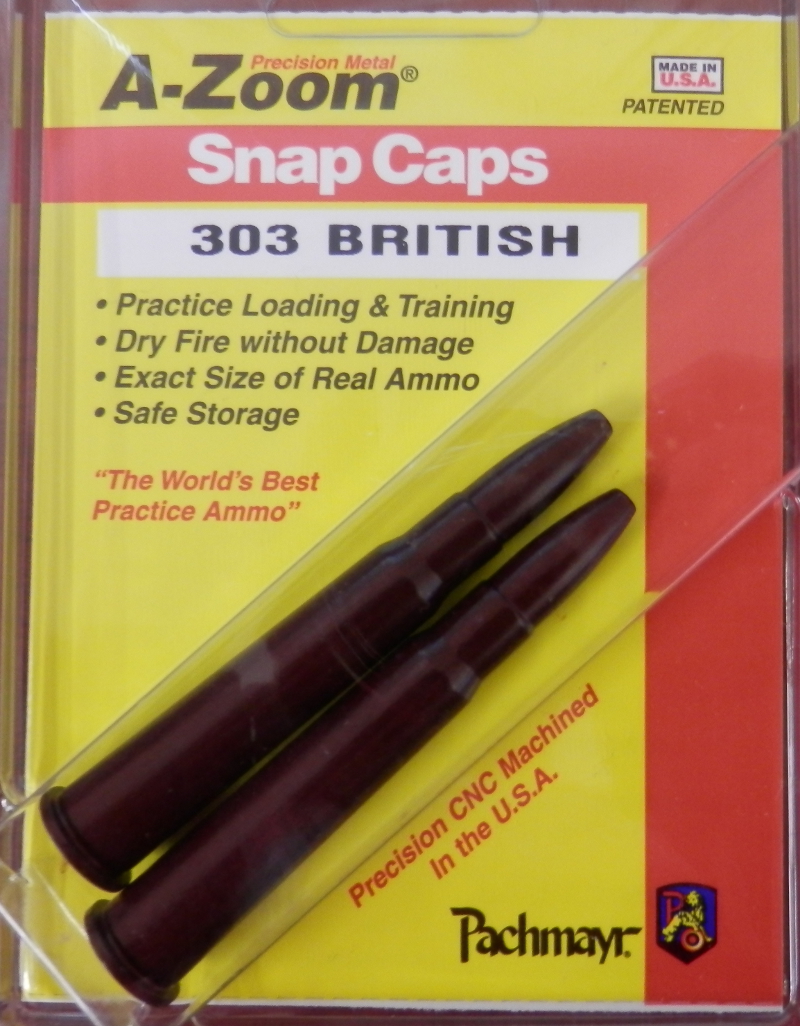 Precision Metal
A-ZOOM®
MADE IN
U.S.A.
PATENTED
Snap Caps
303 BRITISH
• Practice Loading & Training
• Dry Fire without Damage
• Exact Size of Real Ammo
• Safe Storage
“The World’s Best
Practice Ammo”
Precision CNC Machined
In the U.S.A.
Pachmayr®
P